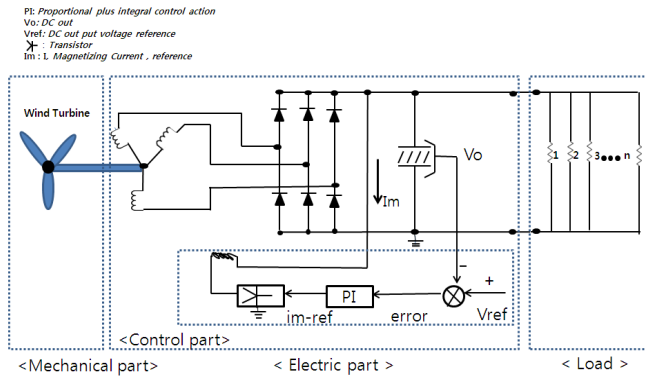 PI: Proportional plus integral control action
Vo: DC out
Vref: DC out put voltage reference
: Transistor
Im : I, Magnetizing Current , reference
Wind Turbine
Vo
Im
1
2
3
n
PI
im-ref
error
−
+
Vref
<Control part>
<Mechanical part>
< Electric part >
< Load >